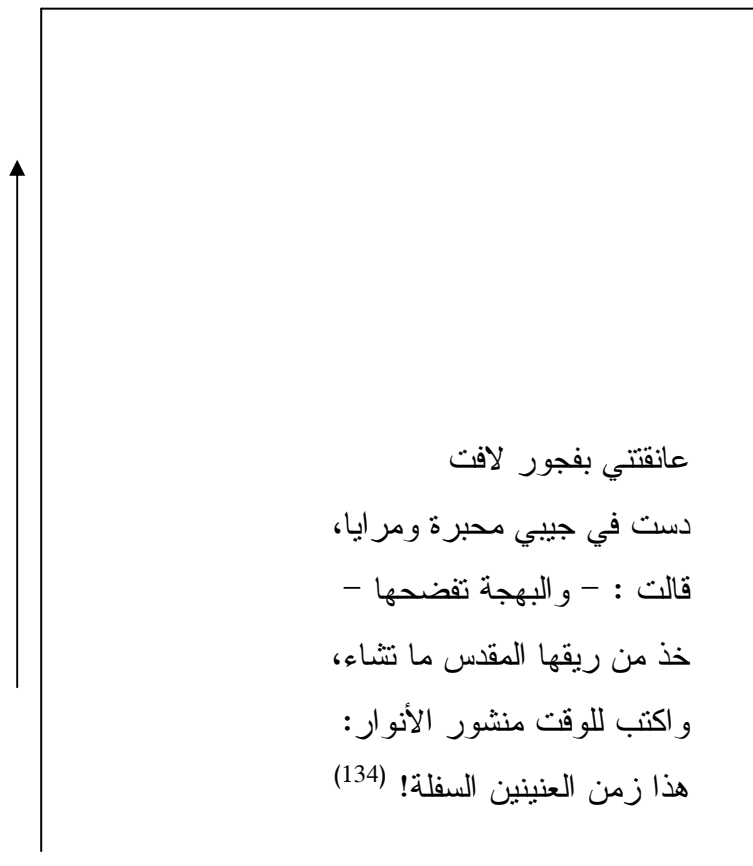 عانقتني بفجور لافت
دست في جيبي محبرة ومرايا،
قالت : – والبهجة تفضحها –
خذ من ريقها المقدس ما تشاء،
واكتب للوقت منشور الأنوار:
هذا زمن العنينين السفلة! (134)